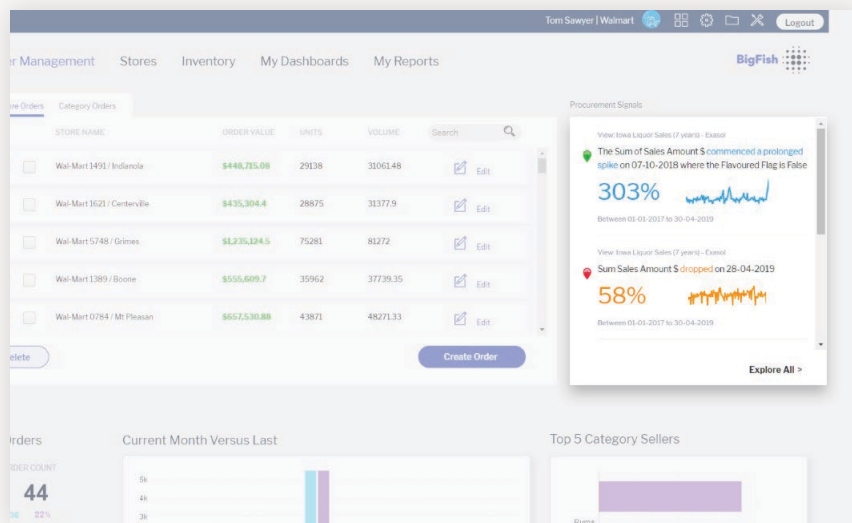 Tom Sawyer | Walmart
Logout
er Management Stores Inventory My Dashboards My Reports
BigFish
re Orders Category Orders
STORE NAME ORDER VALUE UNITS VOLUME Search
Wal-Mart 1491 / Indianola $448,715.08 29138 31061.48 Edit
Wal-Mart 1621 / Centerville $435,304.4 28875 31377.9 Edit
Wal-Mart 5748 / Grimes $1,235,124.5 75281 81272 Edit
Wal-Mart 1389 / Boone $555,609.7 35962 37739.35 Edit
Wal-Mart 0784 / Mt Pleasan $657,530.88 43871 48271.33 Edit
elete Create Order
Procurement Signals
View: Iowa Liquor Sales (7 years) - Exasol
The Sum of Sales Amount $ commenced a prolonged
spike on 07-10-2018 where the Flavoured Flag is False
303%
Between 01-01-2017 to 30-04-2019
View: Iowa Liquor Sales (7 years) - Exasol
Sum Sales Amount $ dropped on 28-04-2019
58%
Between 01-01-2017 to 30-04-2019
Explore All >
Orders
RDER COUNT
44
22%
Current Month Versus Last
5k
4k
3k
Top 5 Category Sellers
Rums